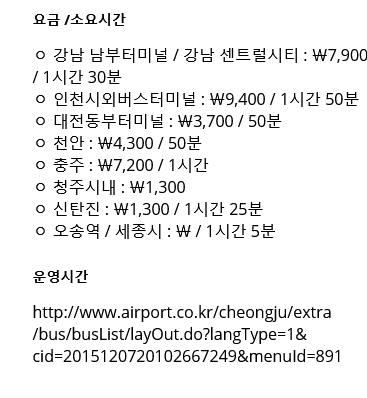 요금 /소요시간
ㅇ 강남 남부터미널 / 강남 센트럴시티 : ₩7,900
/ 1시간 30분
ㅇ 인천시외버스터미널 : ₩9,400 / 1시간 50분
ㅇ 대전동부터미널 : ₩3,700 / 50분
ㅇ 천안 : ₩4,300 / 50분
ㅇ 충주 : ₩7,200 / 1시간
ㅇ 청주시내 : ₩1,300
ㅇ 신탄진 : ₩1,300 / 1시간 25분
ㅇ 오송역 / 세종시 : ₩ / 1시간 5분
운영시간
http://www.airport.co.kr/cheongju/extra
/bus/busList/layOut.do?langType=1&
cid=2015120720102667249&menuId=891